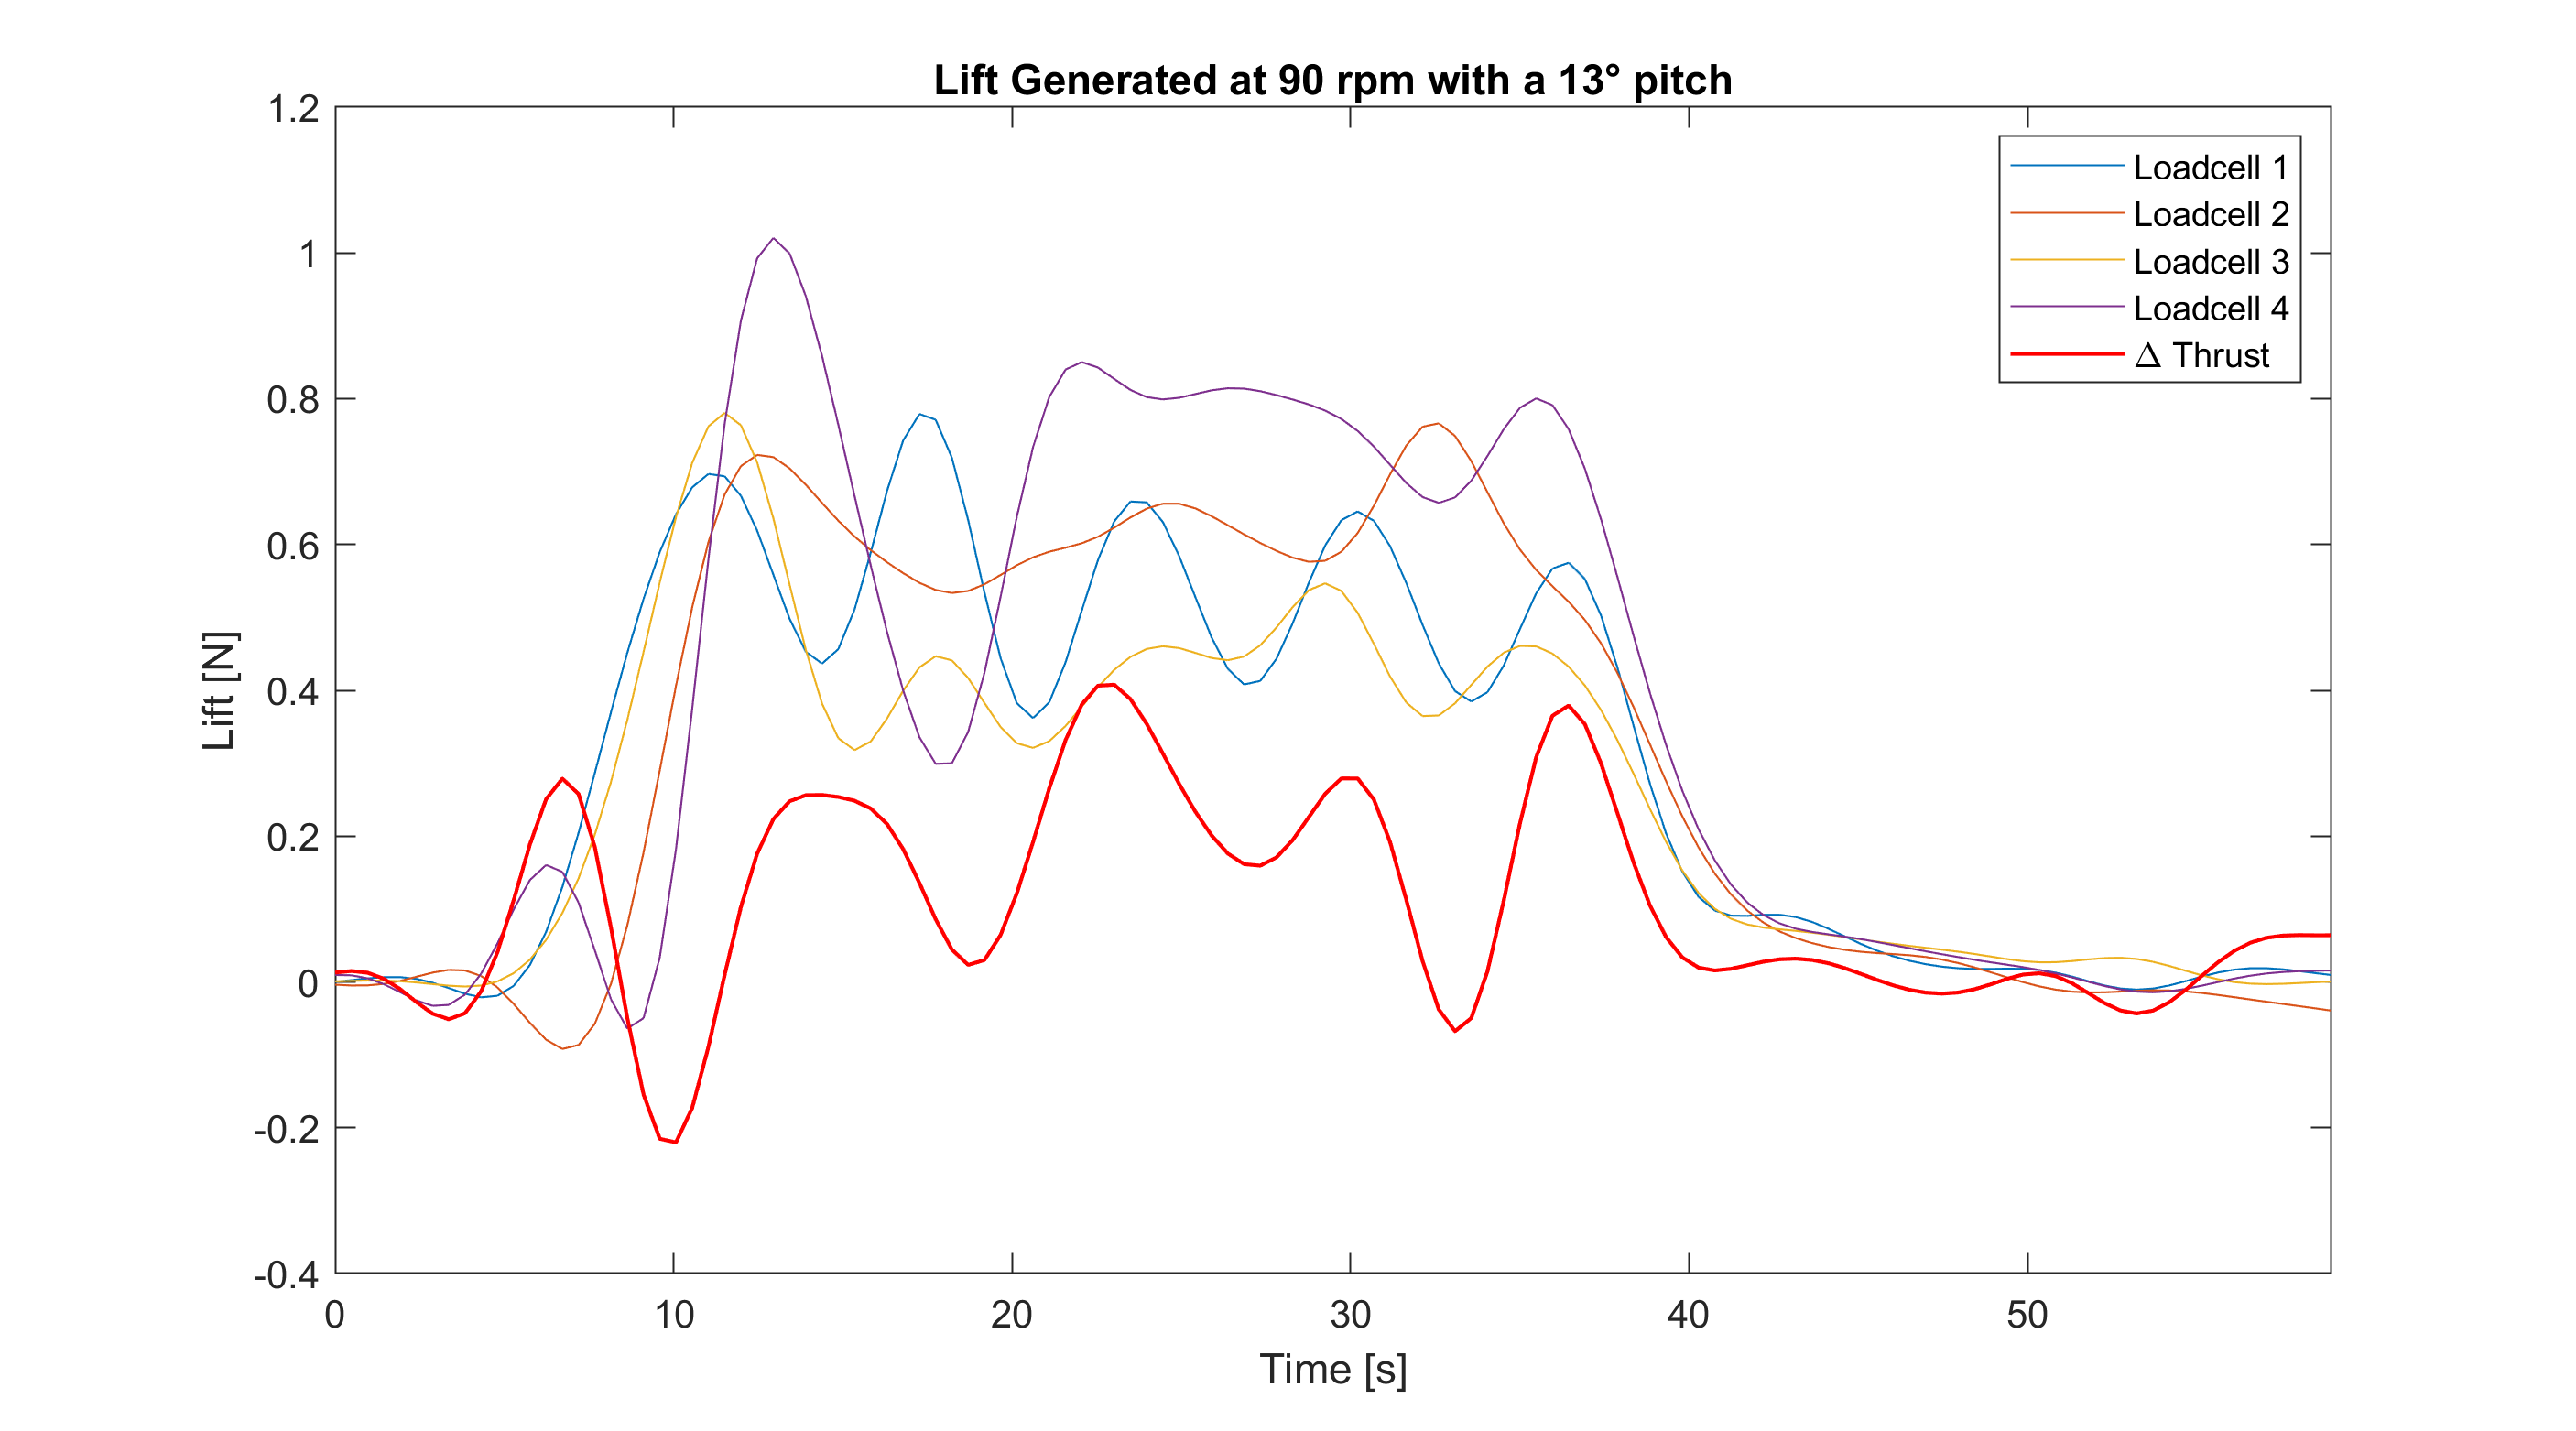 Lift Generated at 90 rpm with a 13° pitch
1.2
1
0.8
0.6
0.4
0.2
0
-0.2
-0.4
Lift [N]
0 10 20 30 40 50
Time [s]
Loadcell 1
Loadcell 2
Loadcell 3
Loadcell 4
Δ Thrust